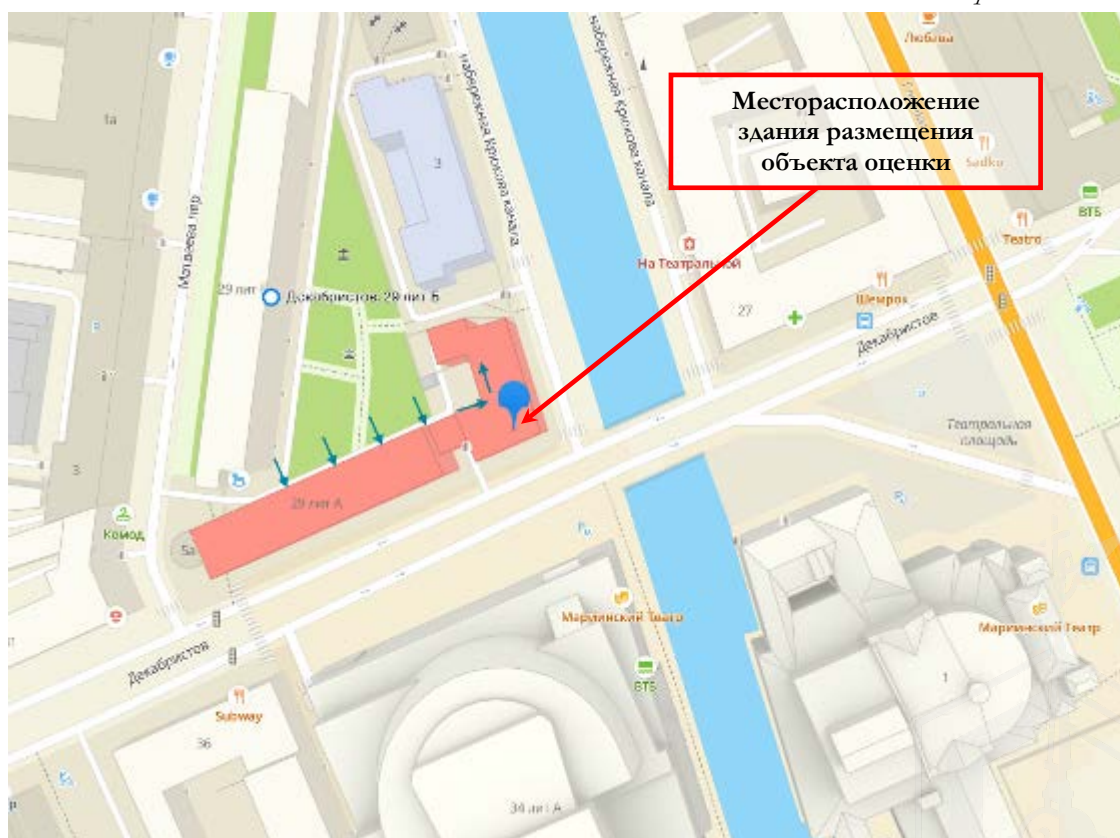 Любава
Месторасположение
здания размещения
объекта оценки
1а
3
набережная Крюкова канала
набережная Крюкова канала
Sadko
ВТБ
Teatro
Матвеева пер
На Театральной
Шемрок
29 лит
Декабристов, 29 лит Б
27
Декабристов
Театральная
площадь
3
29 лит А
Комод
5а
Мариинский Театр
Мариинский Театр
Декабристов
ВТБ
1
Subway
36
34 лит А